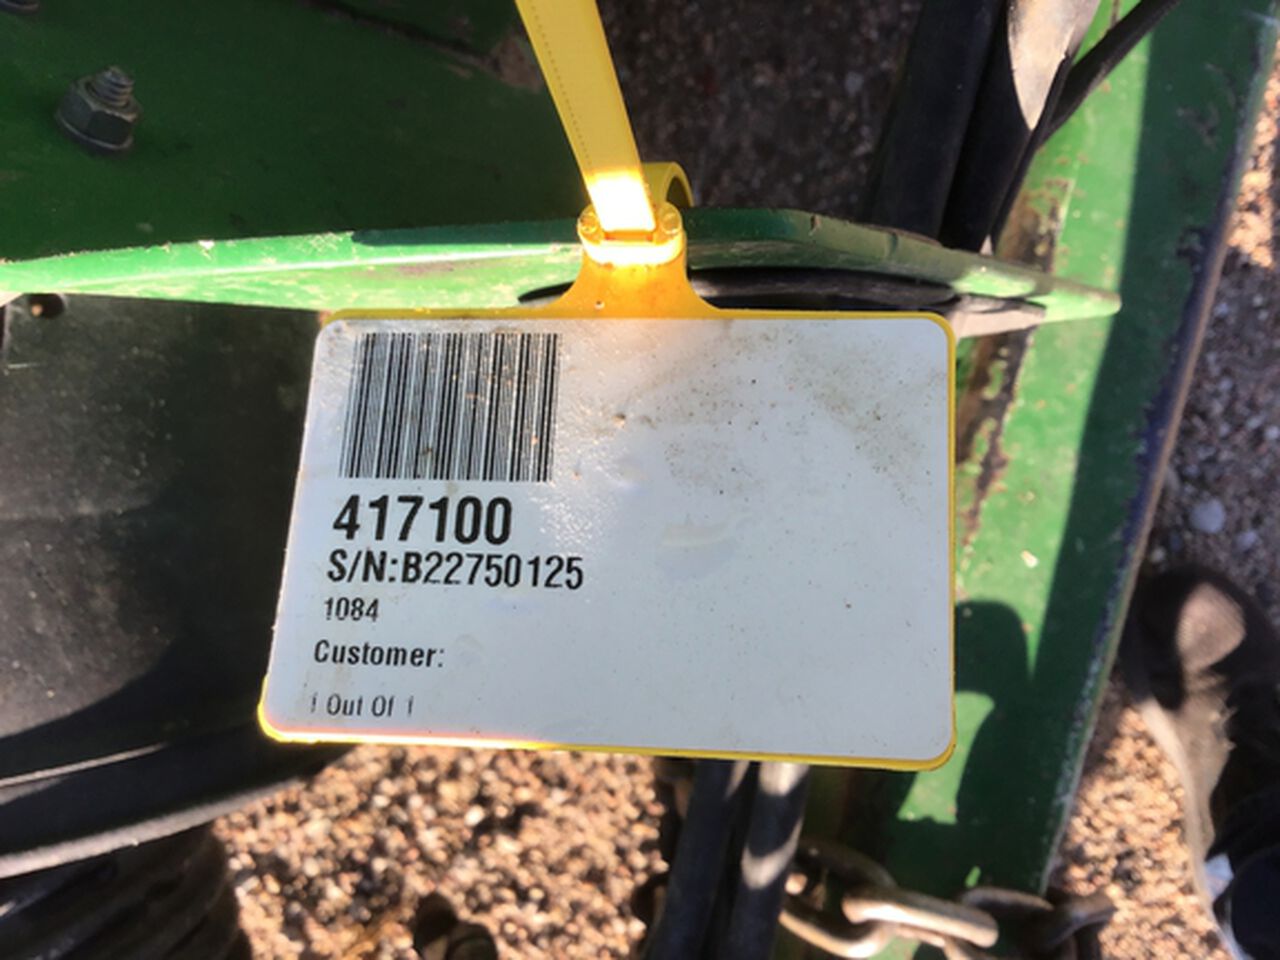 417100
S/N:B22750125
1084
Customer:
1 Out Of 1